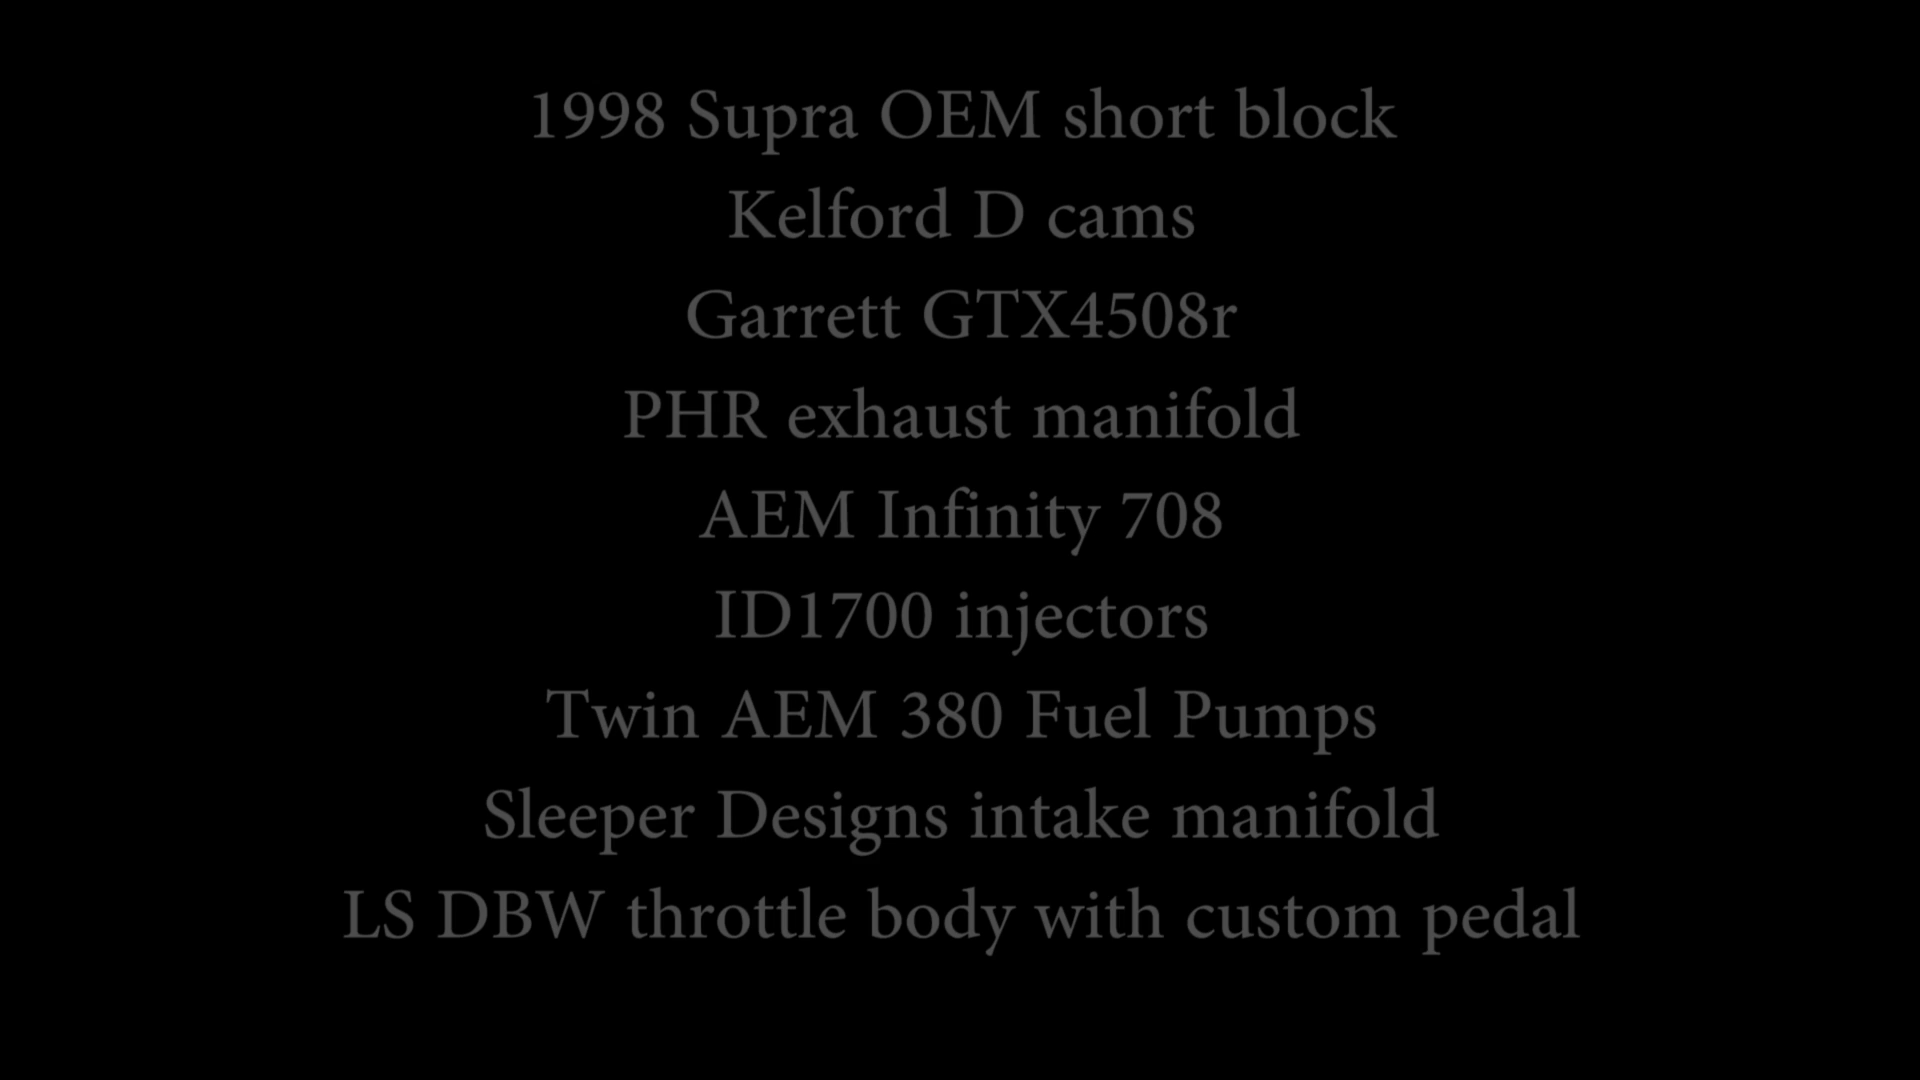 1998 Supra OEM short block
Kelford D cams
Garrett GTX4508r
PHR exhaust manifold
AEM Infinity 708
ID1700 injectors
Twin AEM 380 Fuel Pumps
Sleeper Designs intake manifold
LS DBW throttle body with custom pedal